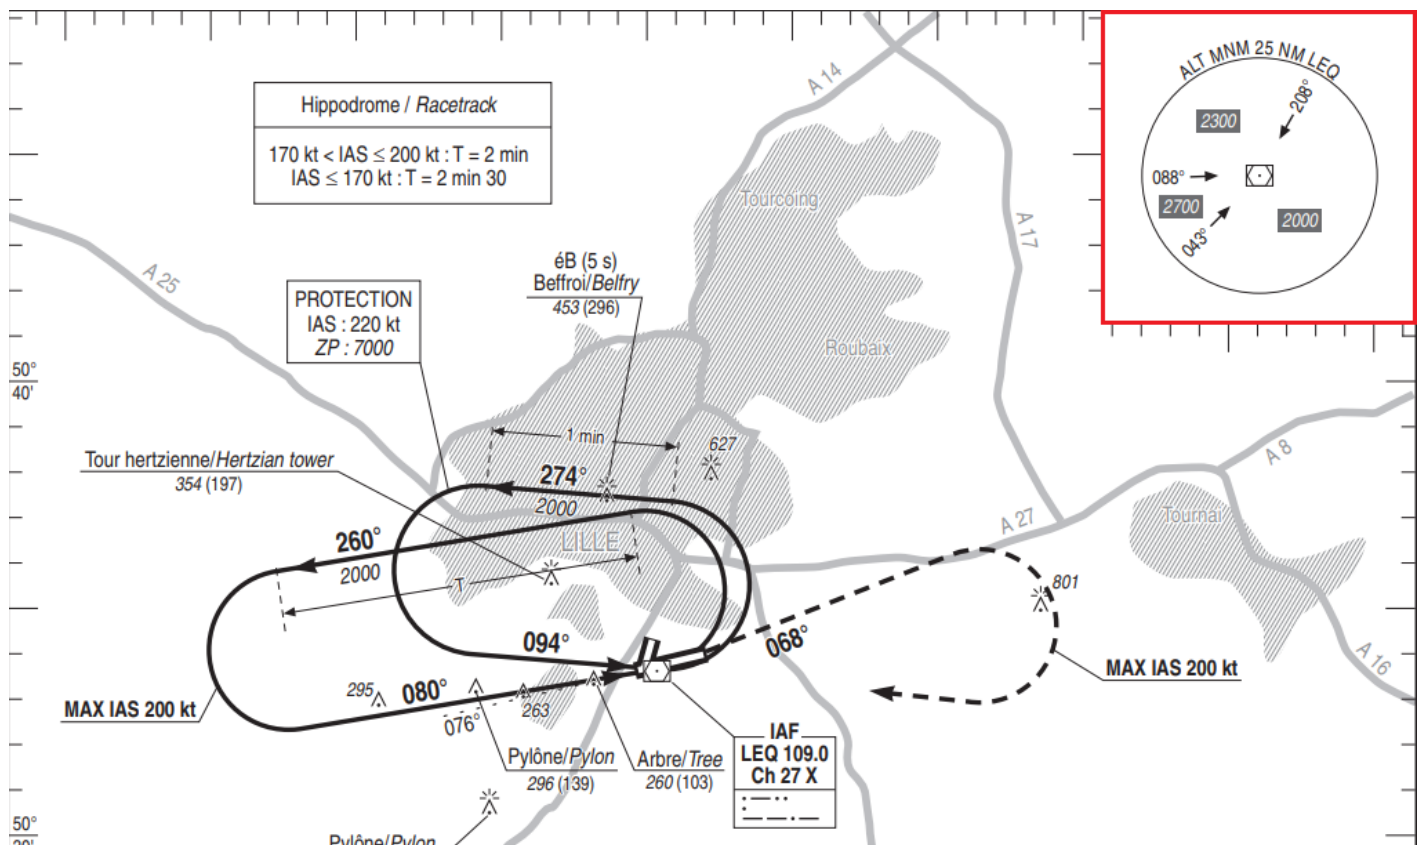 ALT MNM 25 NM LEQ
208°
2300
088°
2700
043°
2000
A 14
Hippodrome / Racetrack
170 kt < IAS ≤ 200 kt : T = 2 min
IAS ≤ 170 kt : T = 2 min 30
Tourcoing
A 17
A 25
éB (5 s)
Beffroi/Belfry
453 (296)
PROTECTION
IAS : 220 kt
ZP : 7000
Roubaix
50°
40'
1 min
627
Tour hertzienne/Hertzian tower
354 (197)
274°
2000
A 8
A 27
Tournai
260°
2000
LILLE
T
801
094°
068°
A 16
MAX IAS 200 kt
295
080°
MAX IAS 200 kt
076°
263
IAF
LEQ 109.0
Ch 27 X
Pylône/Pylon
296 (139)
Arbre/Tree
260 (103)
50°
Pylône/Pylon